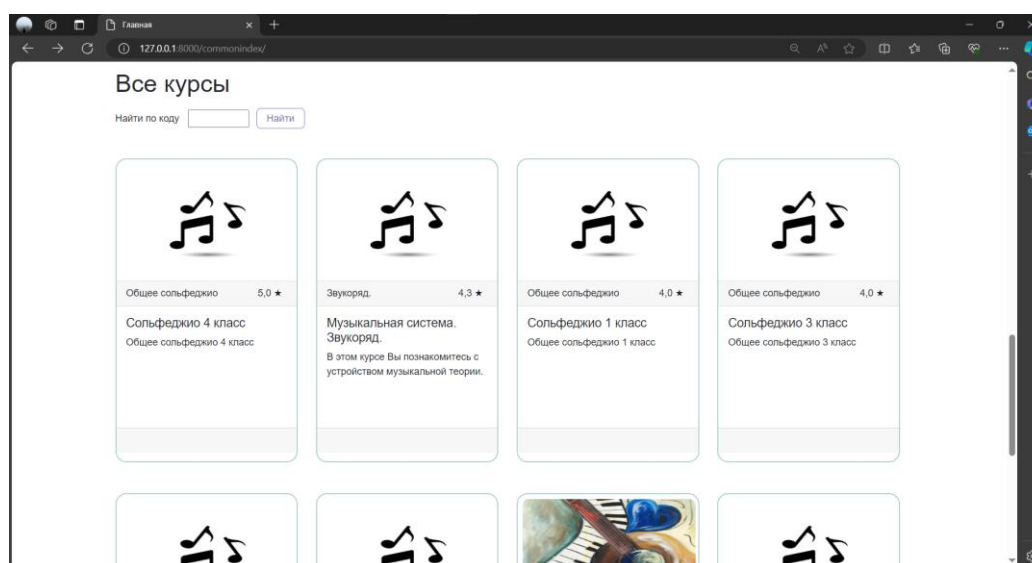 Главная
127.0.0.1:8000/commonindex/
Все курсы
Найти по коду Найти
Общее сольфеджио 5,0 ★
Сольфеджио 4 класс
Общее сольфеджио 4 класс
Звукоряд. 4,3 ★
Музыкальная система.
Звукоряд.
В этом курсе Вы познакомитесь с
устройством музыкальной теории.
Общее сольфеджио 4,0 ★
Сольфеджио 1 класс
Общее сольфеджио 1 класс
Общее сольфеджио 4,0 ★
Сольфеджио 3 класс
Общее сольфеджио 3 класс